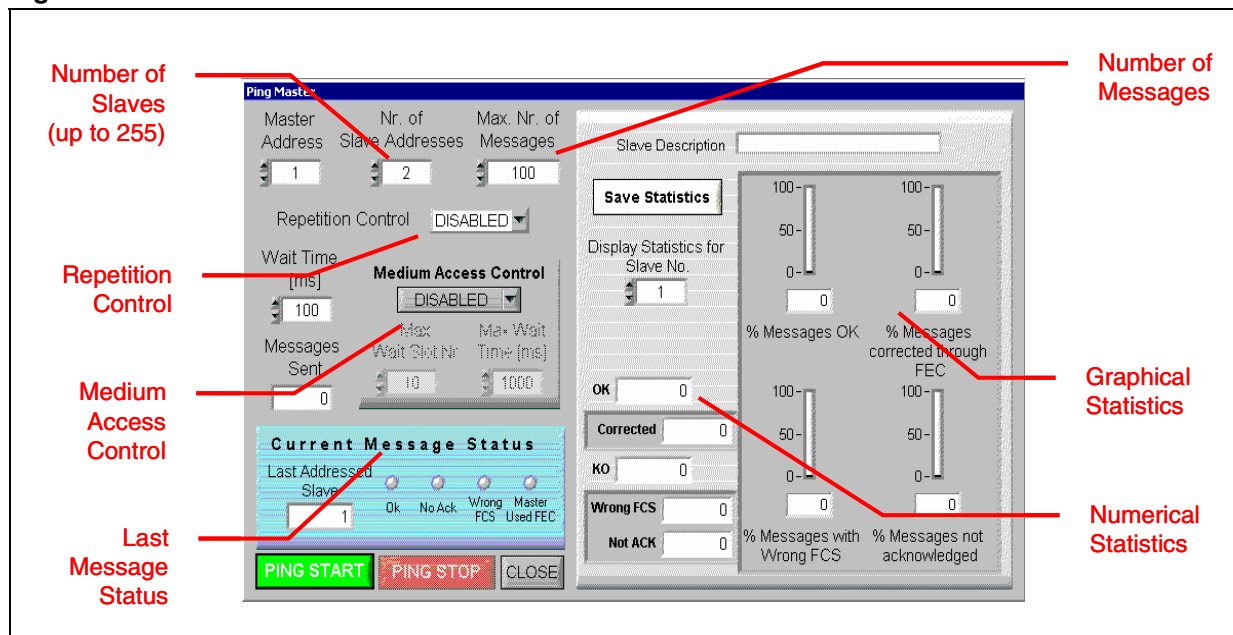 Number of
Slaves
(up to 255)
Number of
Messages
Repetition
Control
Medium
Access
Control
Last
Message
Status
Graphical
Statistics
Numerical
Statistics
Ping Master
Master
Address
1
Nr. of
Slave Addresses
2
Max. Nr. of
Messages
100
Repetition Control DISABLED
Wait Time
[ms]
100
Medium Access Control
DISABLED
Max
Wait Slot Nr
10
Max Wait
Time [ms]
1000
Messages
Sent
0
Current Message Status
Last Addressed
Slave
1
Ok
No Ack
Wrong
FCS
Master
Used FEC
PING START
PING STOP
CLOSE
Slave Description
Save Statistics
Display Statistics for
Slave No.
1
OK 0
Corrected 0
KO 0
Wrong FCS 0
Not ACK 0
100-
50-
0-
0
% Messages OK
100-
50-
0-
0
% Messages
corrected through
FEC
100-
50-
0-
0
% Messages with
Wrong FCS
100-
50-
0-
0
% Messages not
acknowledged